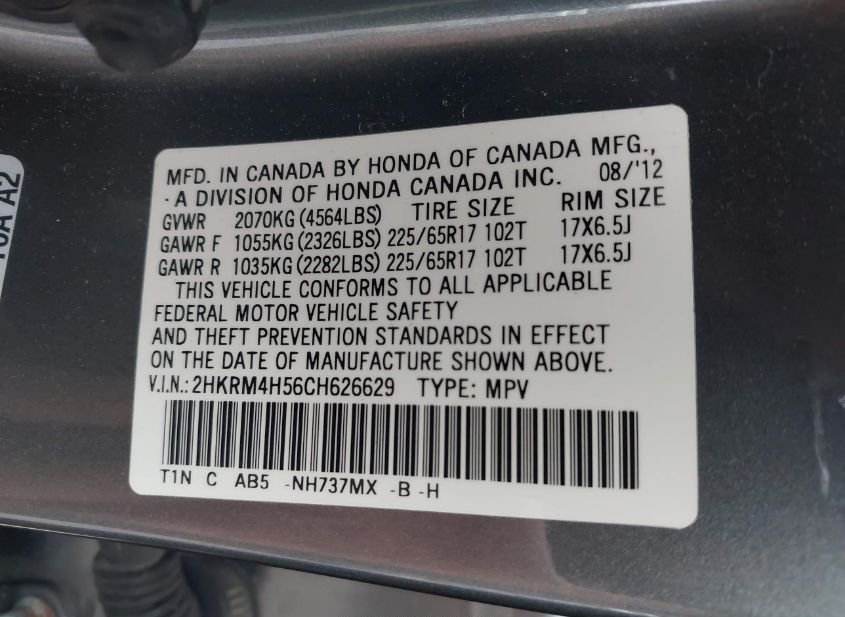 MFD. IN CANADA BY HONDA OF CANADA MFG.,
·A DIVISION OF HONDA CANADA INC. 08/'12
GVWR 2070KG(4564LBS) TIRE SIZE RIM SIZE
GAWR F 1055KG(2326LBS) 225/65R17 102T 17X6.5J
GAWR R 1035KG(2282LBS) 225/65R17 102T 17X6.5J
THIS VEHICLE CONFORMS TO ALL APPLICABLE
FEDERAL MOTOR VEHICLE SAFETY
AND THEFT PREVENTION STANDARDS IN EFFECT
ON THE DATE OF MANUFACTURE SHOWN ABOVE.
V.I.N.: 2HKRM4H56CH626629 TYPE: MPV
T1N C AB5 -NH737MX -B -H
A2